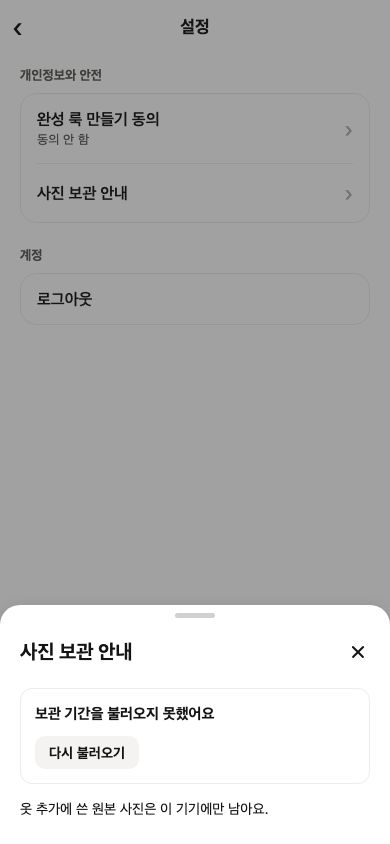 설정
개인정보와 안전
완성 룩 만들기 동의
동의 안 함
사진 보관 안내
계정
로그아웃
사진 보관 안내
보관 기간을 불러오지 못했어요
다시 불러오기
옷 추가에 쓴 원본 사진은 이 기기에만 남아요.